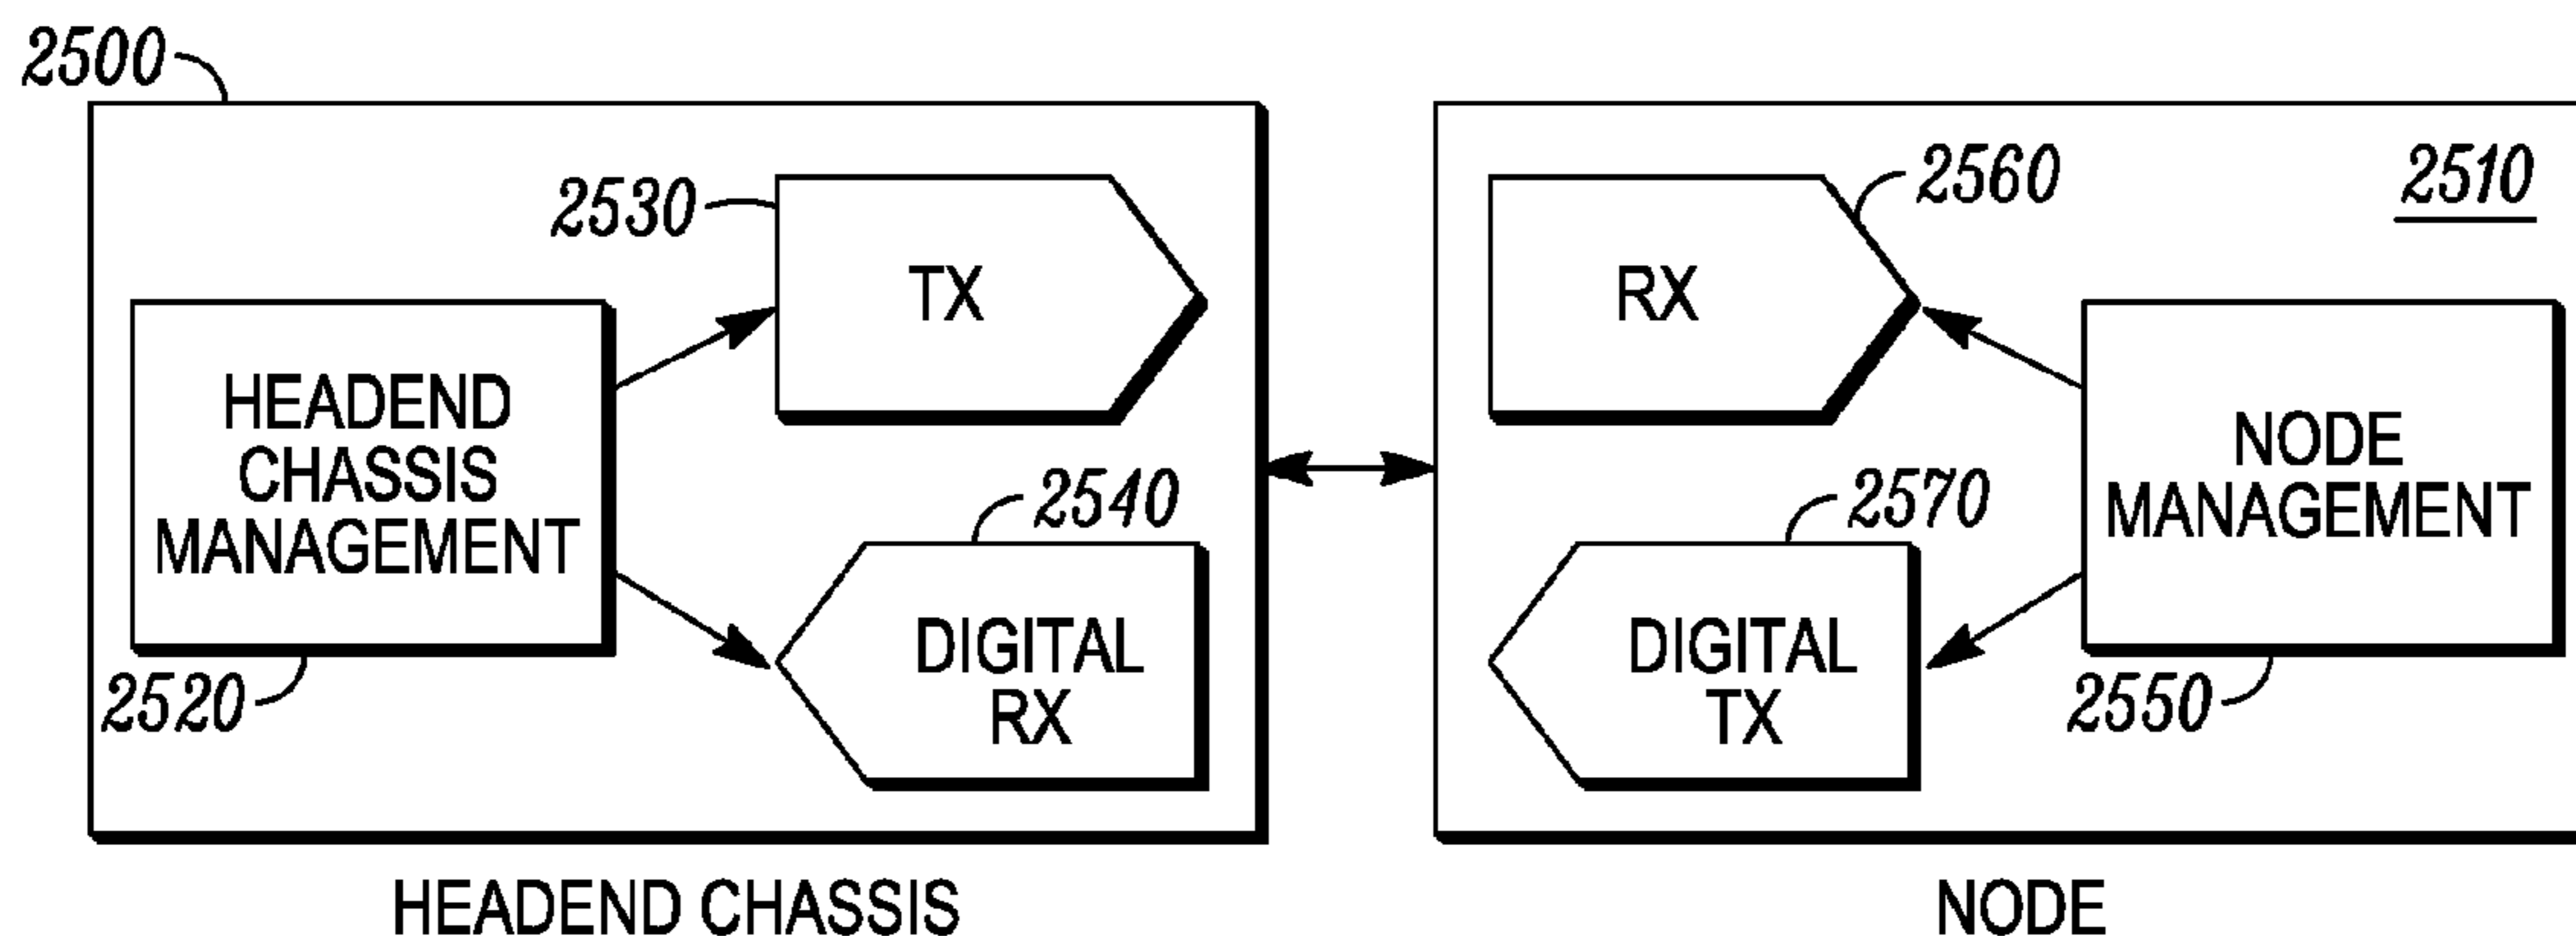 2500
2530
TX
HEADEND
CHASSIS
MANAGEMENT
2520
2540
DIGITAL
RX
HEADEND CHASSIS
2560
2510
RX
2570
DIGITAL
TX
NODE
MANAGEMENT
2550
NODE